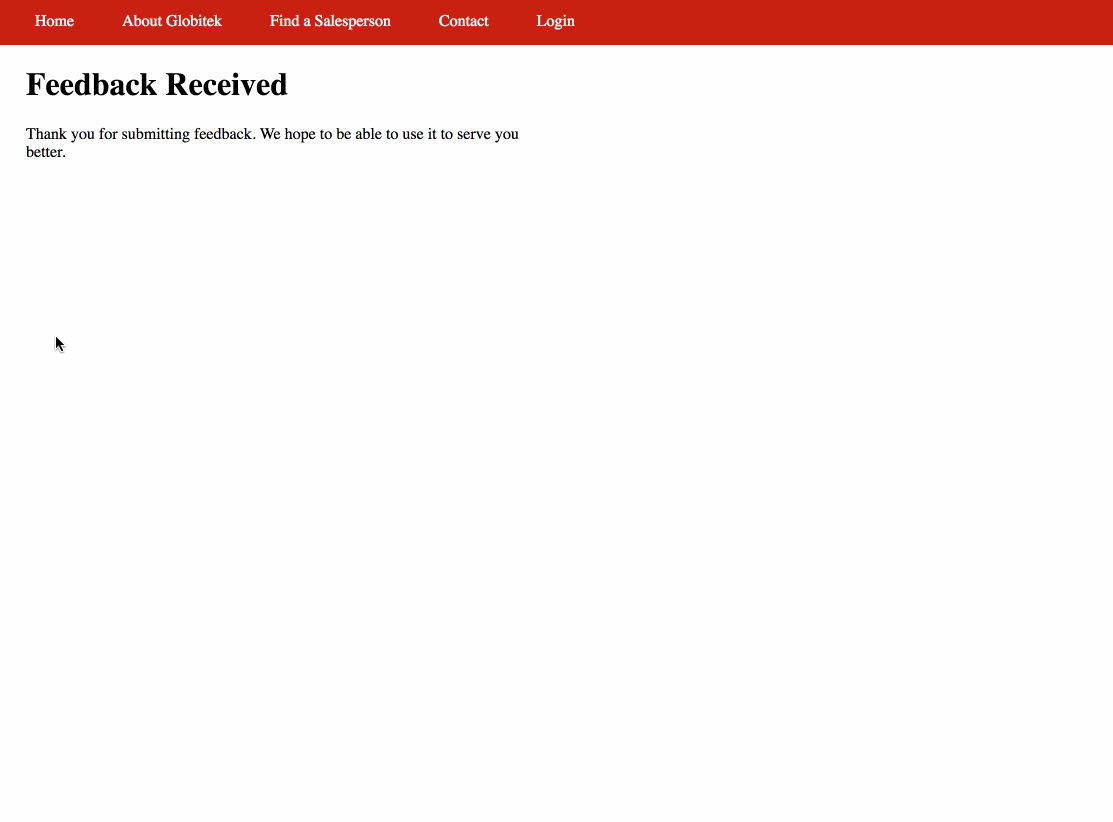 Home About Globitek Find a Salesperson Contact Login
Feedback Received
Thank you for submitting feedback. We hope to be able to use it to serve you
better.